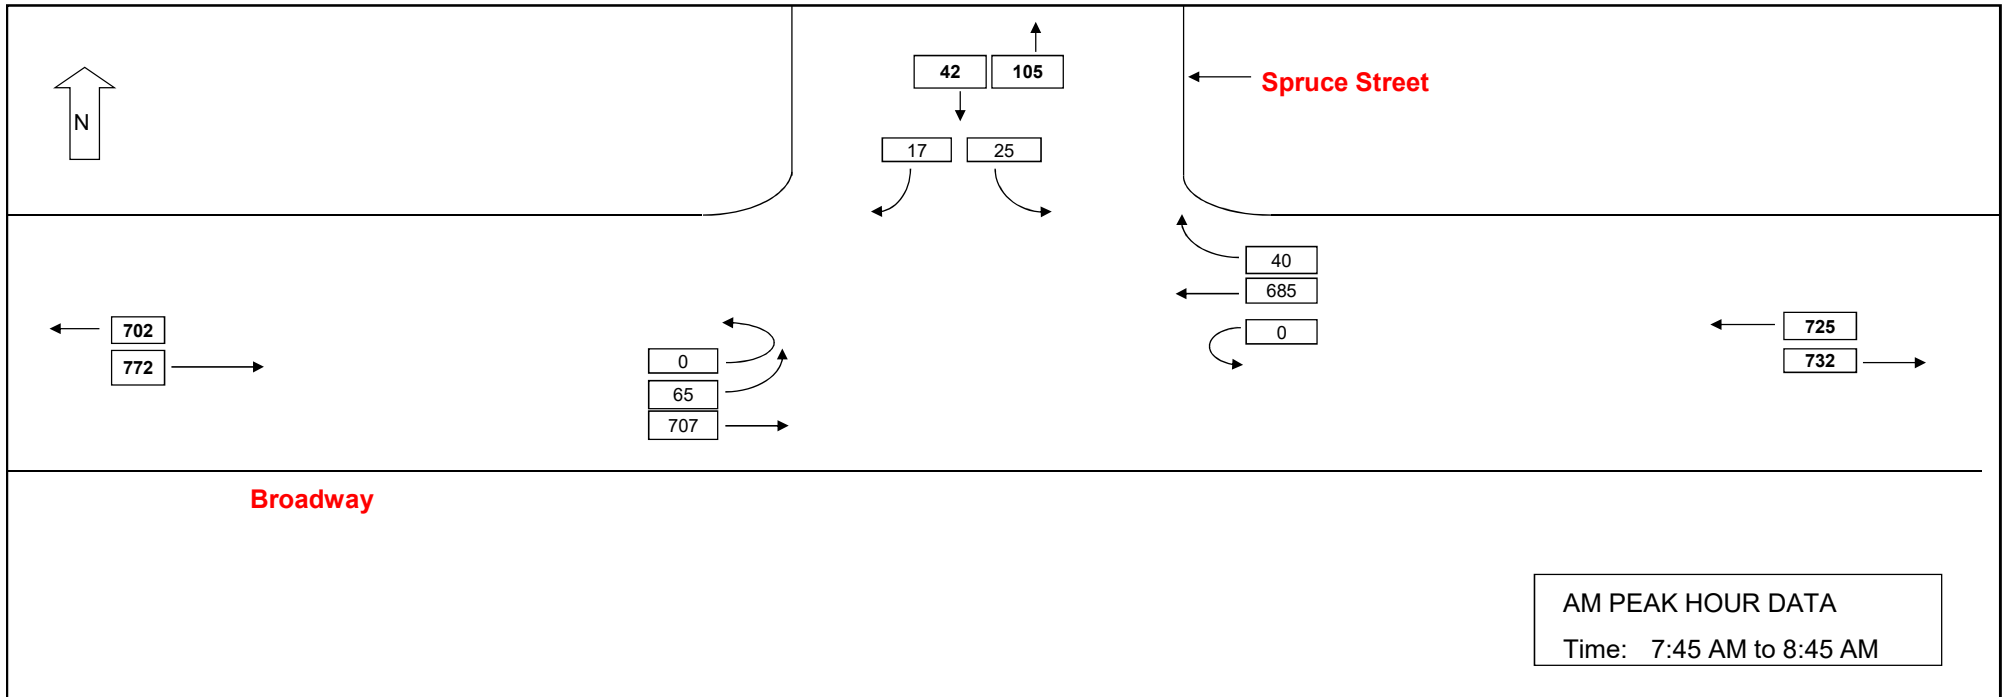 42 105
Spruce Street
N
17 25
40
685
0
702
772
0
65
707
725
732
Broadway
AM PEAK HOUR DATA
Time: 7:45 AM to 8:45 AM